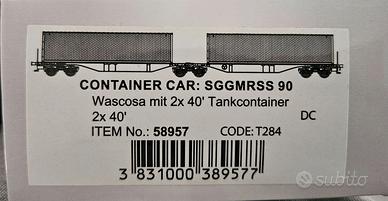 CONTAINER CAR: SGGMRSS 90
Wascosa mit 2x 40' Tankcontainer
2x 40'
DC
ITEM No.: 58957 CODE: T284
3 831000 389577
subito